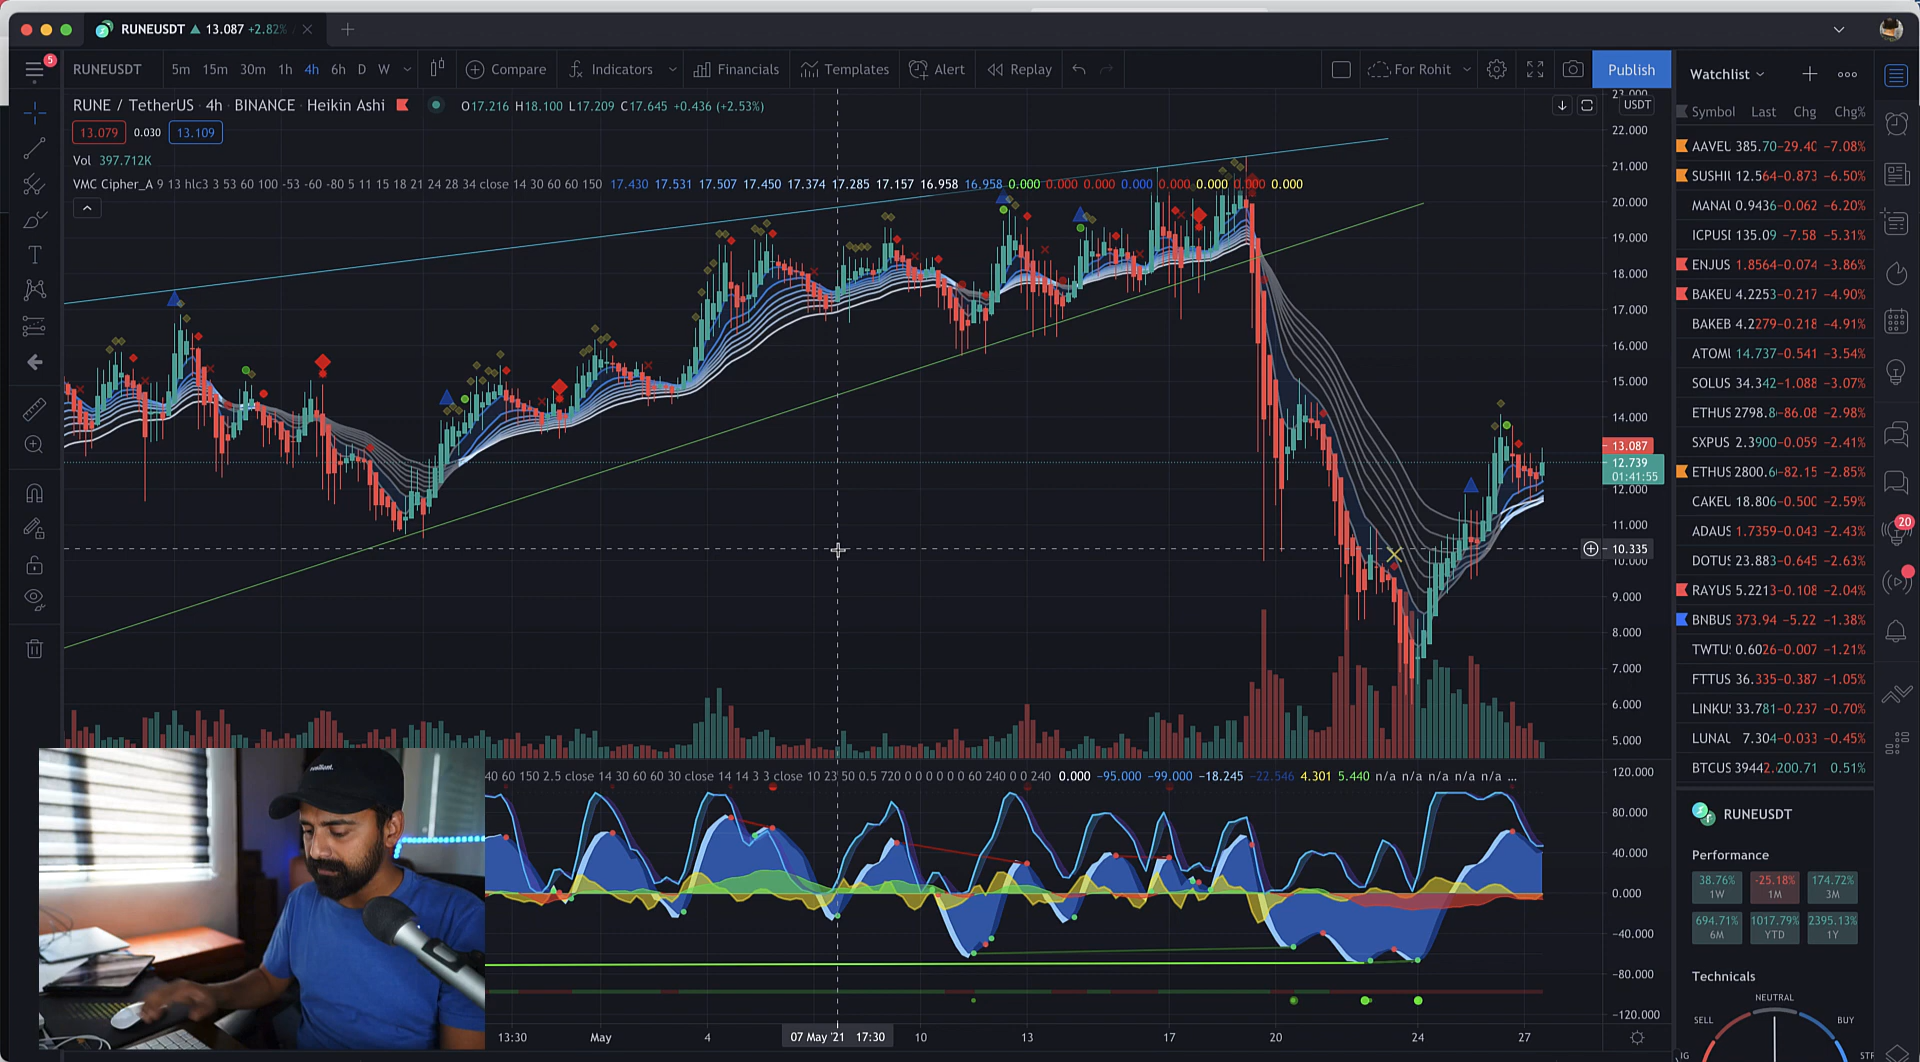 RUNEUSDT ▲ 13.087 +2.82%
RUNEUSDT 5m 15m 30m 1h 4h 6h D W Compare Indicators Financials Templates Alert Replay For Rohit Publish
5
RUNE / TetherUS · 4h · BINANCE · Heikin Ashi O17.216 H18.100 L17.209 C17.645 +0.436 (+2.53%)
13.079 0.030 13.109
Vol 397.712K
VMC Cipher_A 9 13 hlc3 3 53 60 100 -53 -60 -80 5 11 15 18 21 24 28 34 close 14 30 60 60 150 17.430 17.531 17.507 17.450 17.374 17.285 17.157 16.958 16.958 0.000 0.000 0.000 0.000 0.000 0.000 0.000 0.000
23.000
USDT
22.000
21.000
20.000
19.000
18.000
17.000
16.000
15.000
14.000
13.087
12.739
01:41:55
12.000
11.000
10.335
10.000
9.000
8.000
7.000
6.000
5.000
40 60 150 2.5 close 14 30 60 60 30 close 14 14 3 3 close 10 23 50 0.5 720 0 0 0 0 0 0 60 240 0 0 240 0.000 −95.000 −99.000 −18.245 −22.546 4.301 5.440 n/a n/a n/a n/a n/a ...
120.000
80.000
40.000
0.000
−40.000
−80.000
−120.000
13:30 May 4 07 May '21 17:30 10 13 17 20 24 27
Watchlist
Symbol Last Chg Chg%
AAVEU 385.70 −29.40 −7.08%
SUSHI 12.564 −0.873 −6.50%
MANAU 0.9436 −0.062 −6.20%
ICPUS 135.09 −7.58 −5.31%
ENJUS 1.8564 −0.074 −3.86%
BAKEU 4.2253 −0.217 −4.90%
BAKEB 4.2279 −0.218 −4.91%
ATOMU 14.737 −0.541 −3.54%
SOLUS 34.342 −1.088 −3.07%
ETHUS 2798.8 −86.08 −2.98%
SXPUS 2.3900 −0.059 −2.41%
ETHUS 2800.6 −82.15 −2.85%
CAKEU 18.806 −0.500 −2.59%
ADAUS 1.7359 −0.043 −2.43%
DOTUS 23.883 −0.645 −2.63%
RAYUS 5.2213 −0.108 −2.04%
BNBUS 373.94 −5.22 −1.38%
TWTUS 0.6026 −0.007 −1.21%
FTTUS 36.335 −0.387 −1.05%
LINKUS 33.781 −0.237 −0.70%
LUNAU 7.304 −0.033 −0.45%
BTCUS 39442. 200.71 0.51%
20
RUNEUSDT
Performance
38.76% -25.18% 174.72%
1W 1M 3M
694.71% 1017.79% 2395.13%
6M YTD 1Y
Technicals
NEUTRAL
SELL BUY